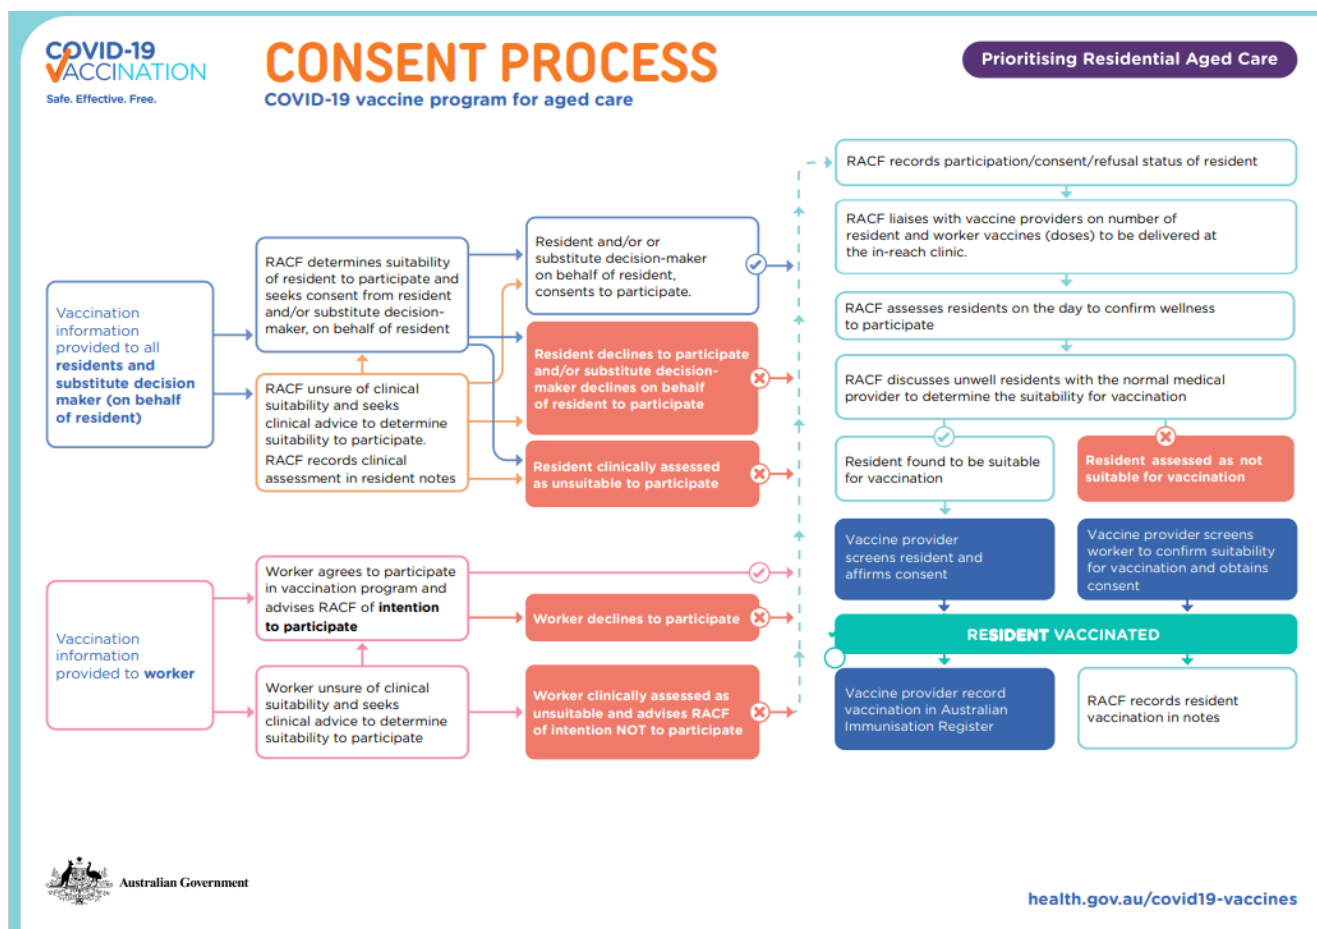 COVID-19
VACCINATION
Safe. Effective. Free.
CONSENT PROCESS
COVID-19 vaccine program for aged care
Prioritising Residential Aged Care
Vaccination
information
provided to all
residents and
substitute decision
maker (on behalf
of resident)
RACF determines suitability
of resident to participate and
seeks consent from resident
and/or substitute decision-
maker, on behalf of resident
RACF unsure of clinical
suitability and seeks
clinical advice to determine
suitability to participate.
RACF records clinical
assessment in resident notes
Resident and/or or
substitute decision-maker
on behalf of resident,
consents to participate.
Resident declines to participate
and/or substitute decision-
maker declines on behalf
of resident to participate
Resident clinically assessed
as unsuitable to participate
Vaccination
information
provided to worker
Worker agrees to participate
in vaccination program and
advises RACF of intention
to participate
Worker unsure of clinical
suitability and seeks
clinical advice to determine
suitability to participate
Worker declines to participate
Worker clinically assessed as
unsuitable and advises RACF
of intention NOT to participate
RACF records participation/consent/refusal status of resident
RACF liaises with vaccine providers on number of
resident and worker vaccines (doses) to be delivered at
the in-reach clinic.
RACF assesses residents on the day to confirm wellness
to participate
RACF discusses unwell residents with the normal medical
provider to determine the suitability for vaccination
Resident found to be suitable
for vaccination
Resident assessed as not
suitable for vaccination
Vaccine provider
screens resident and
affirms consent
Vaccine provider screens
worker to confirm suitability
for vaccination and obtains
consent
RESIDENT VACCINATED
Vaccine provider record
vaccination in Australian
Immunisation Register
RACF records resident
vaccination in notes
Australian Government
health.gov.au/covid19-vaccines